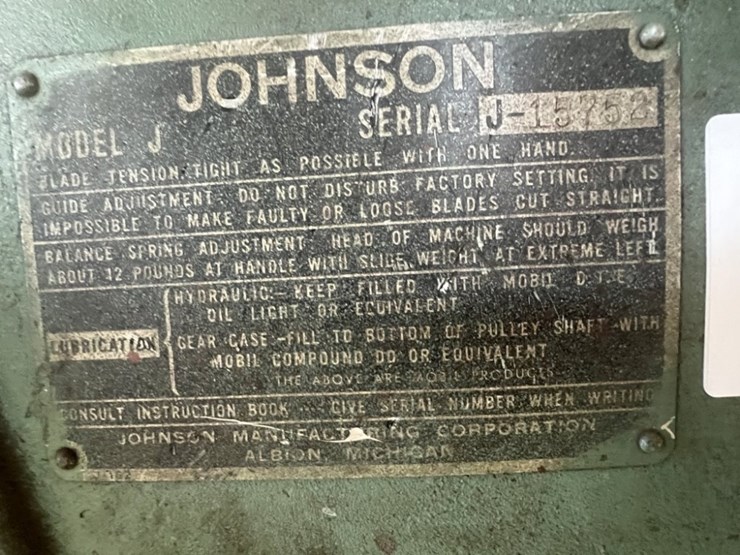 JOHNSON
MODEL J SERIAL J-15752
BLADE TENSION TIGHT AS POSSIBLE WITH ONE HAND.
GUIDE ADJUSTMENT DO NOT DISTURB FACTORY SETTING. IT IS
IMPOSSIBLE TO MAKE FAULTY OR LOOSE BLADES CUT STRAIGHT.
BALANCE SPRING ADJUSTMENT HEAD OF MACHINE SHOULD WEIGH
ABOUT 12 POUNDS AT HANDLE WITH SLIDE WEIGHT AT EXTREME LEFT
HYDRAULIC - KEEP FILLED WITH MOBIL D.T.E.
OIL LIGHT OR EQUIVALENT
LUBRICATION
GEAR CASE - FILL TO BOTTOM OF PULLEY SHAFT WITH
MOBIL COMPOUND DD OR EQUIVALENT
THE ABOVE ARE MOBIL PRODUCTS
CONSULT INSTRUCTION BOOK GIVE SERIAL NUMBER WHEN WRITING
JOHNSON MANUFACTURING CORPORATION
ALBION, MICHIGAN